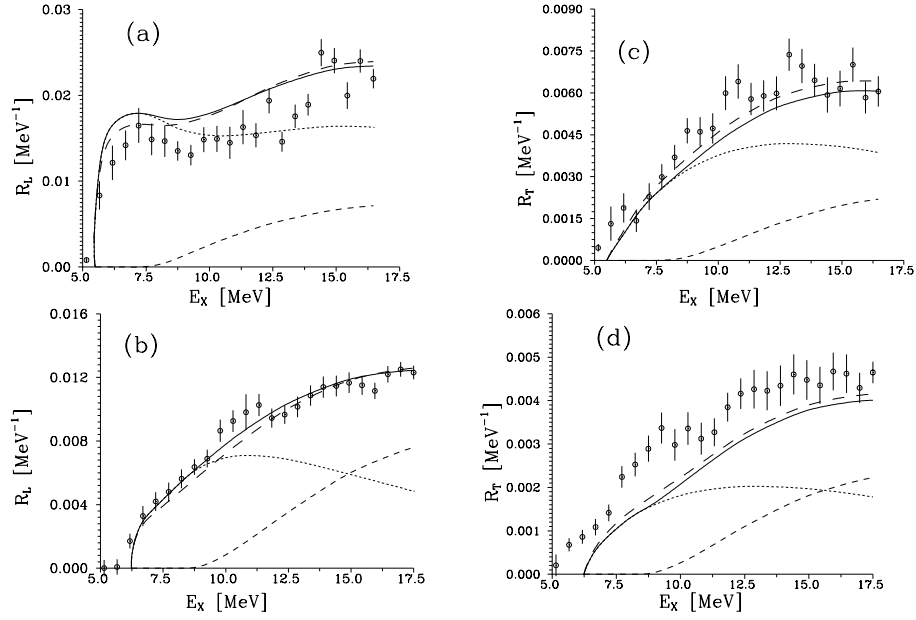 (a)
0.03
0.02
0.01
0.00
R_L [MeV⁻¹]
5.0 7.5 10.0 12.5 15.0 17.5
E_X [MeV]
(c)
0.0090
0.0075
0.0060
0.0045
0.0030
0.0015
0.0000
R_T [MeV⁻¹]
5.0 7.5 10.0 12.5 15.0 17.5
E_X [MeV]
(b)
0.016
0.012
0.008
0.004
0.000
R_L [MeV⁻¹]
5.0 7.5 10.0 12.5 15.0 17.5
E_X [MeV]
(d)
0.006
0.005
0.004
0.003
0.002
0.001
0.000
R_T [MeV⁻¹]
5.0 7.5 10.0 12.5 15.0 17.5
E_X [MeV]